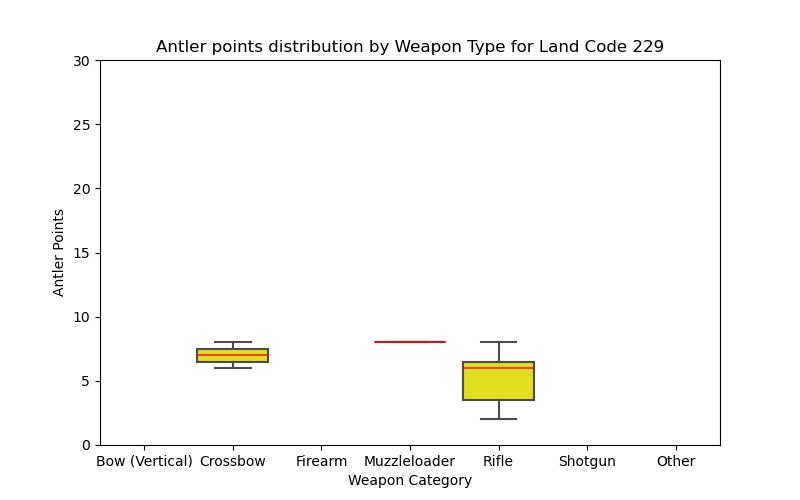 Antler points distribution by Weapon Type for Land Code 229
30
25
20
15
10
5
0
Antler Points
Bow (Vertical) Crossbow Firearm Muzzleloader Rifle Shotgun Other
Weapon Category